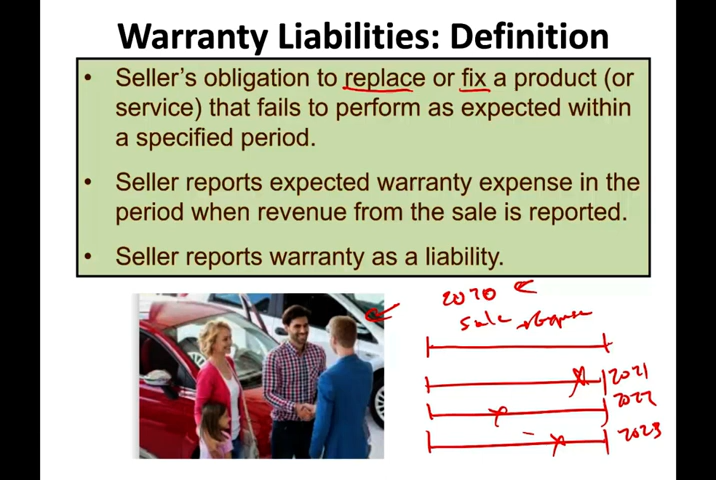 Warranty Liabilities: Definition
• Seller's obligation to replace or fix a product (or
service) that fails to perform as expected within
a specified period.
• Seller reports expected warranty expense in the
period when revenue from the sale is reported.
• Seller reports warranty as a liability.
2020
Sale
2021
2022
2023